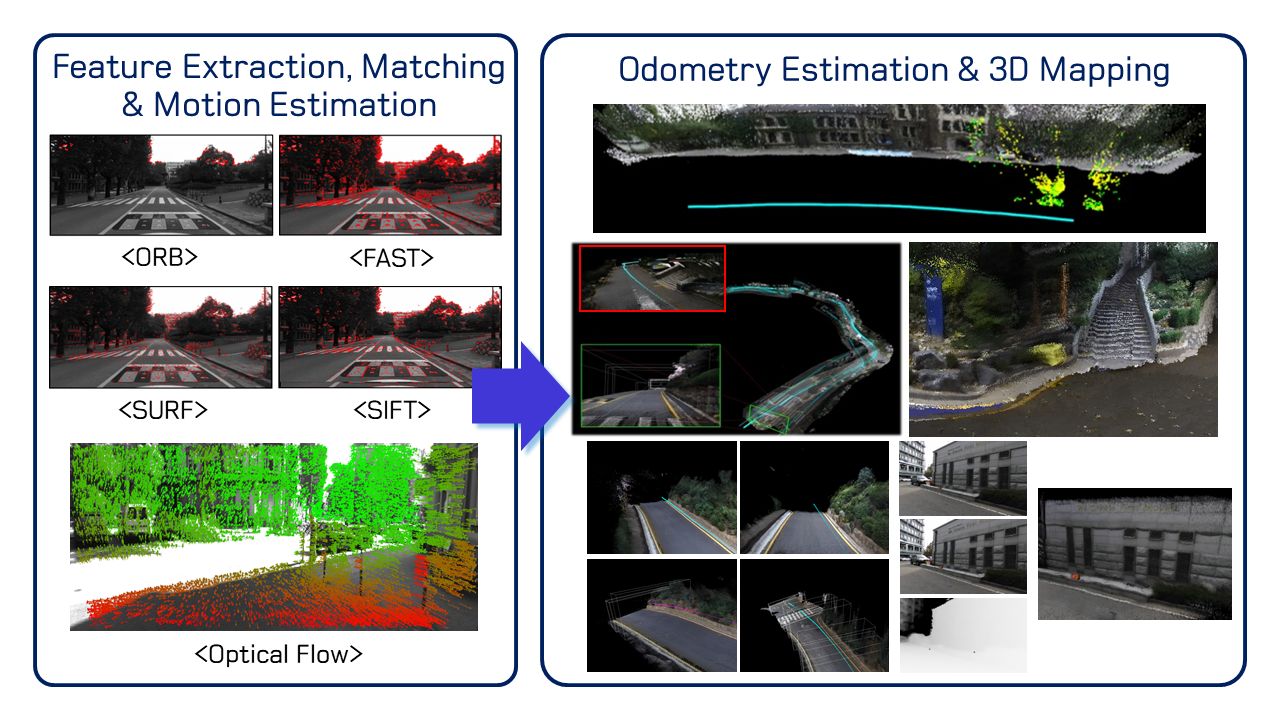 Feature Extraction, Matching
& Motion Estimation
<ORB>
<FAST>
<SURF>
<SIFT>
<Optical Flow>
Odometry Estimation & 3D Mapping